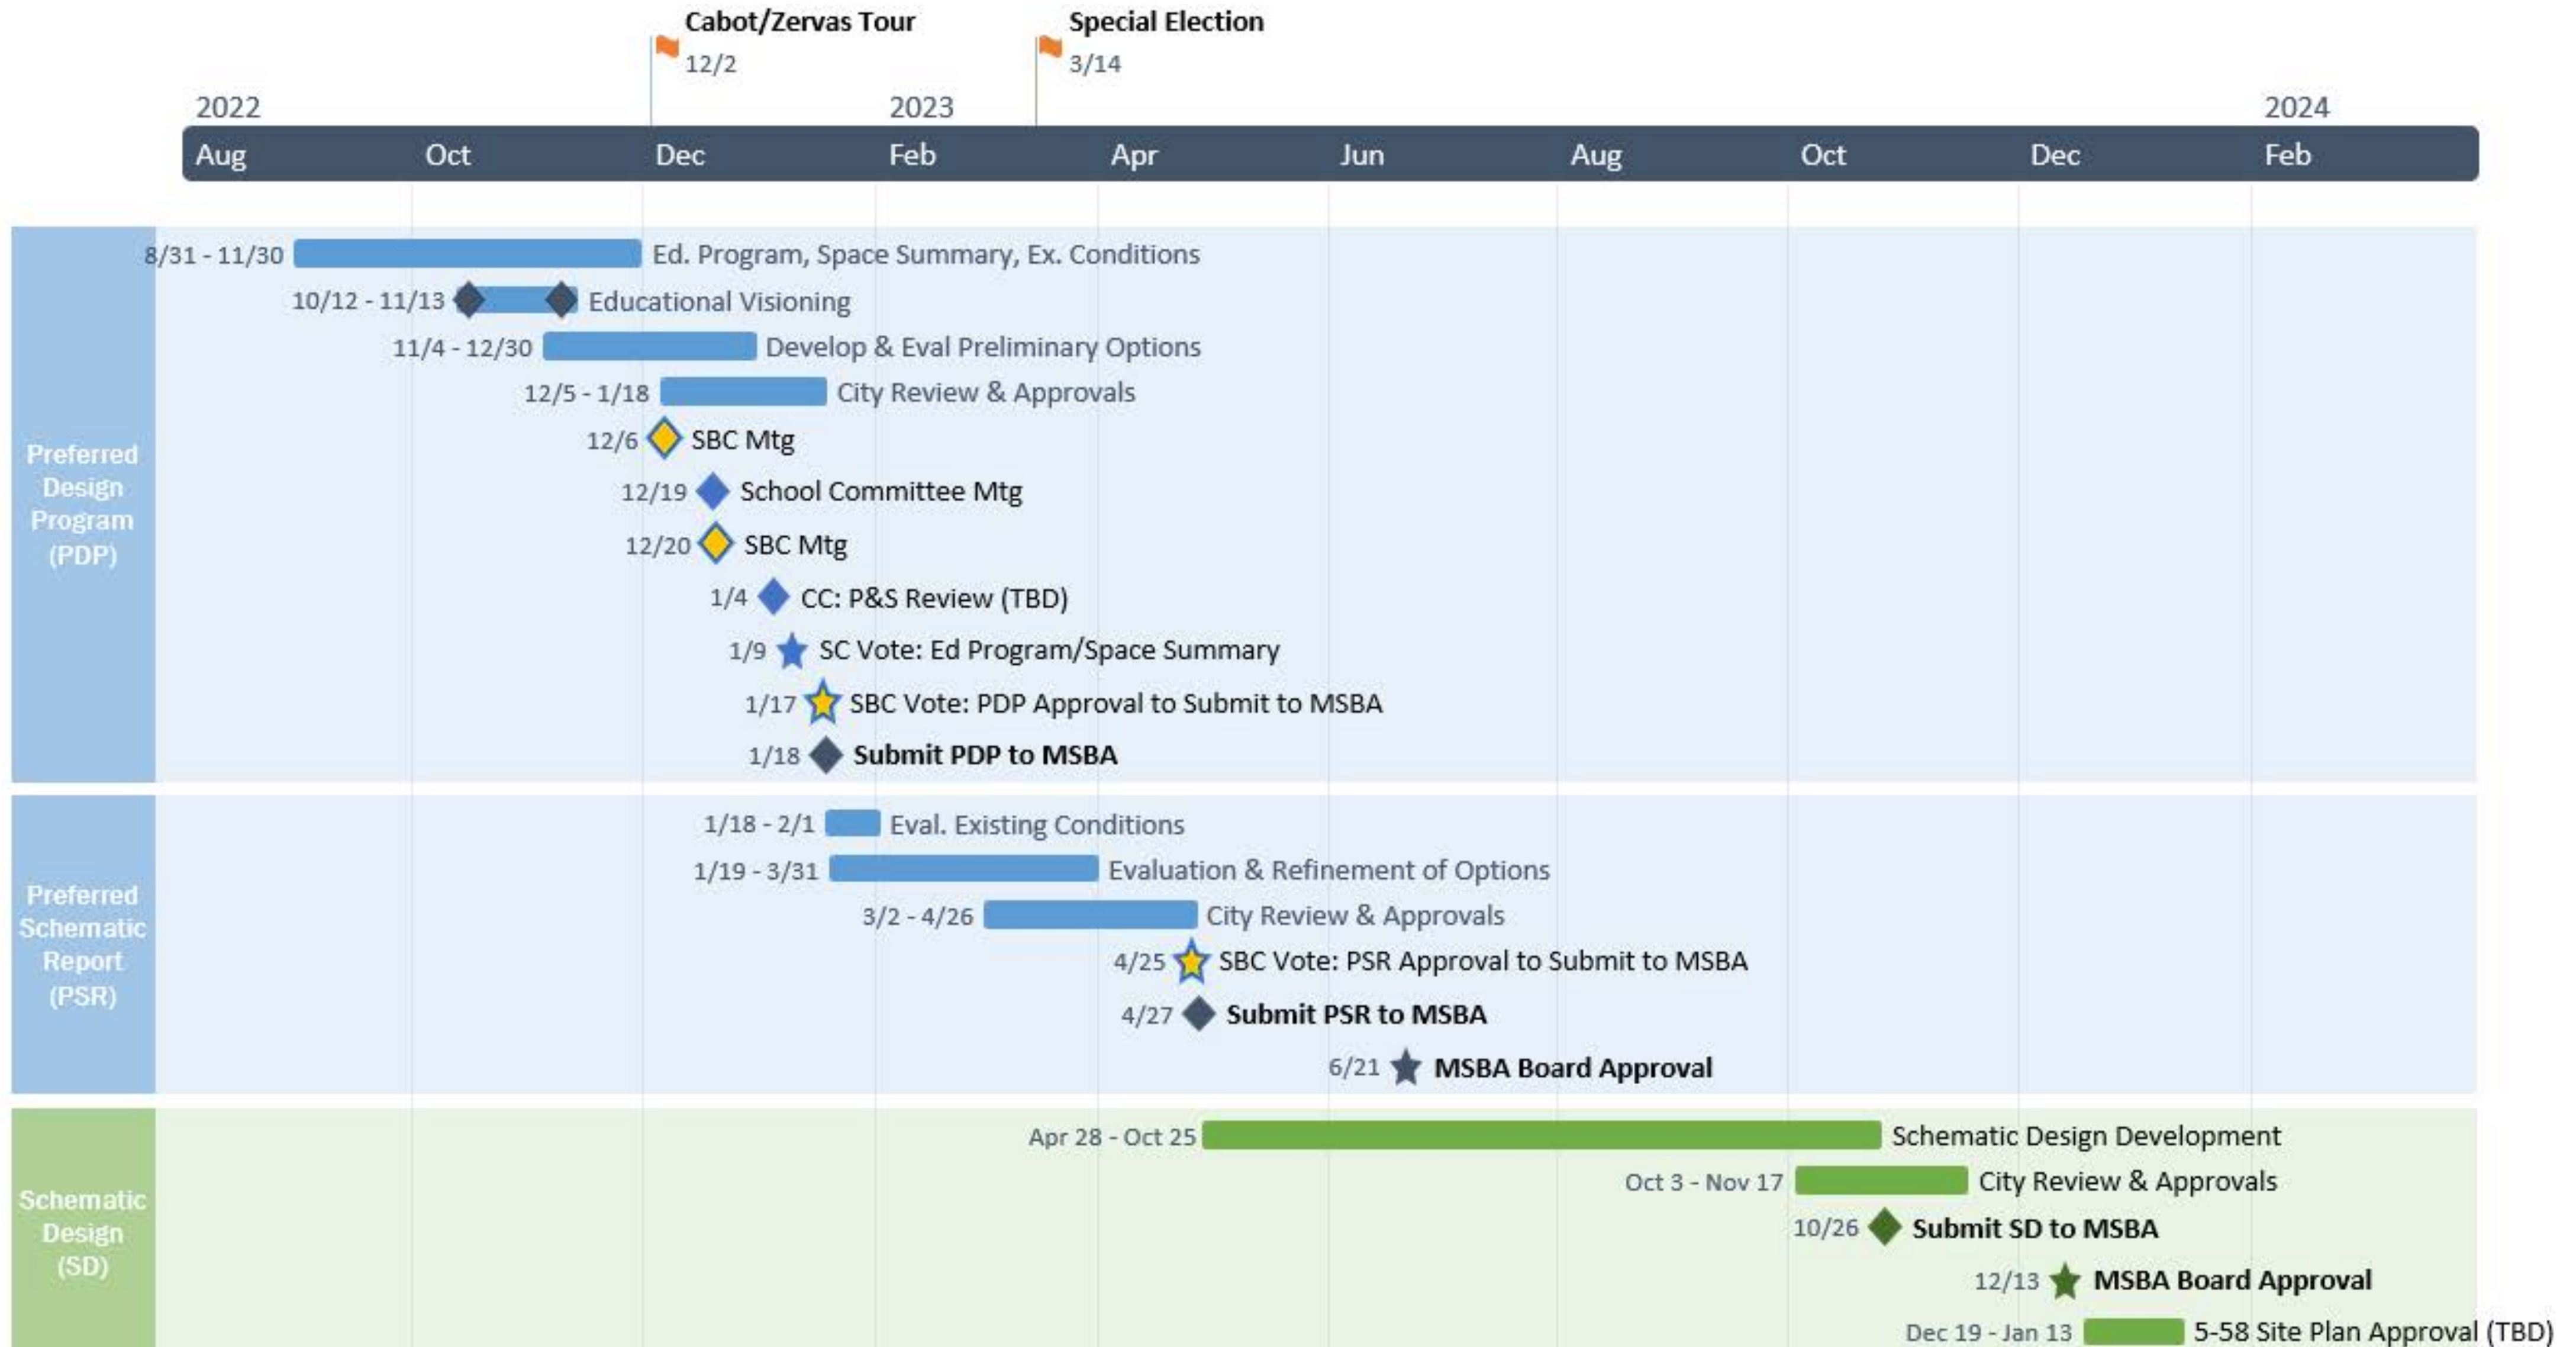 Cabot/Zervas Tour
12/2
Special Election
3/14
2022
2023
2024
Aug Oct Dec Feb Apr Jun Aug Oct Dec Feb
Preferred
Design
Program
(PDP)
8/31 - 11/30 Ed. Program, Space Summary, Ex. Conditions
10/12 - 11/13 Educational Visioning
11/4 - 12/30 Develop & Eval Preliminary Options
12/5 - 1/18 City Review & Approvals
12/6 SBC Mtg
12/19 School Committee Mtg
12/20 SBC Mtg
1/4 CC: P&S Review (TBD)
1/9 SC Vote: Ed Program/Space Summary
1/17 SBC Vote: PDP Approval to Submit to MSBA
1/18 Submit PDP to MSBA
Preferred
Schematic
Report
(PSR)
1/18 - 2/1 Eval. Existing Conditions
1/19 - 3/31 Evaluation & Refinement of Options
3/2 - 4/26 City Review & Approvals
4/25 SBC Vote: PSR Approval to Submit to MSBA
4/27 Submit PSR to MSBA
6/21 MSBA Board Approval
Schematic
Design
(SD)
Apr 28 - Oct 25 Schematic Design Development
Oct 3 - Nov 17 City Review & Approvals
10/26 Submit SD to MSBA
12/13 MSBA Board Approval
Dec 19 - Jan 13 5-58 Site Plan Approval (TBD)